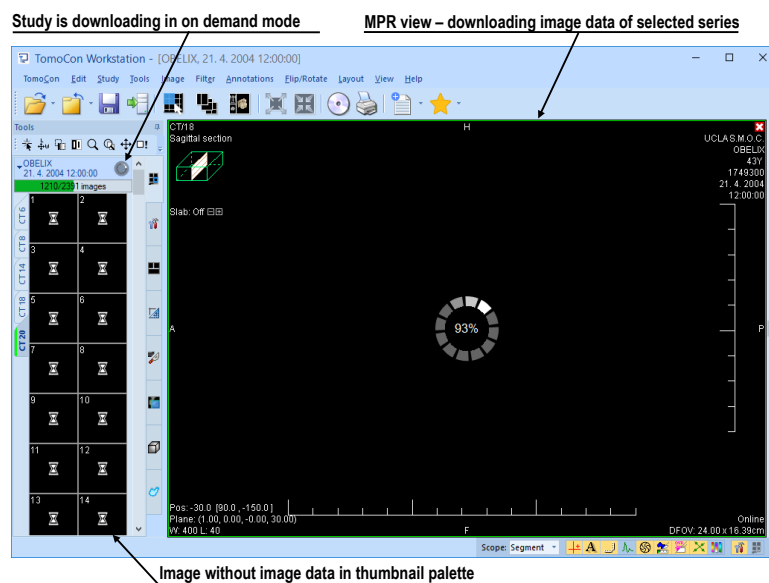 Study is downloading in on demand mode
MPR view – downloading image data of selected series
TomoCon Workstation - [OBELIX, 21. 4. 2004 12:00:00]
TomoCon Edit Study Tools Image Filter Annotations Flip/Rotate Layout View Help
Tools
OBELIX
21. 4. 2004 12:00:00
1210/2391 images
CT 6
CT 8
CT 14
CT 18
CT 20
1 2
3 4
5 6
7 8
9 10
11 12
13 14
CT/18
Sagittal section
H
UCLA S.M.O.C.
OBELIX
43Y
1749300
21. 4. 2004
12:00:00
Slab: Off
A
93%
P
Pos: -30.0 [90.0 , -150.0 ]
Plane: (1.00, 0.00, -0.00, 30.00)
W: 400 L: 40
F
Online
DFOV: 24.00 x 16.39cm
Scope: Segment
Image without image data in thumbnail palette